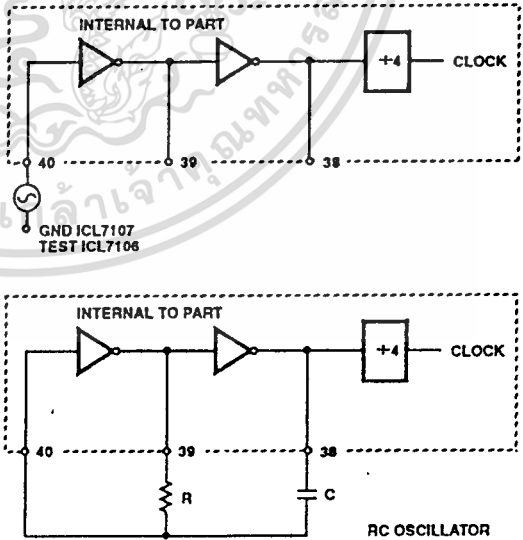 INTERNAL TO PART
÷4
CLOCK
40
39
38
GND ICL7107
TEST ICL7106
INTERNAL TO PART
÷4
CLOCK
40
39
38
R
C
RC OSCILLATOR